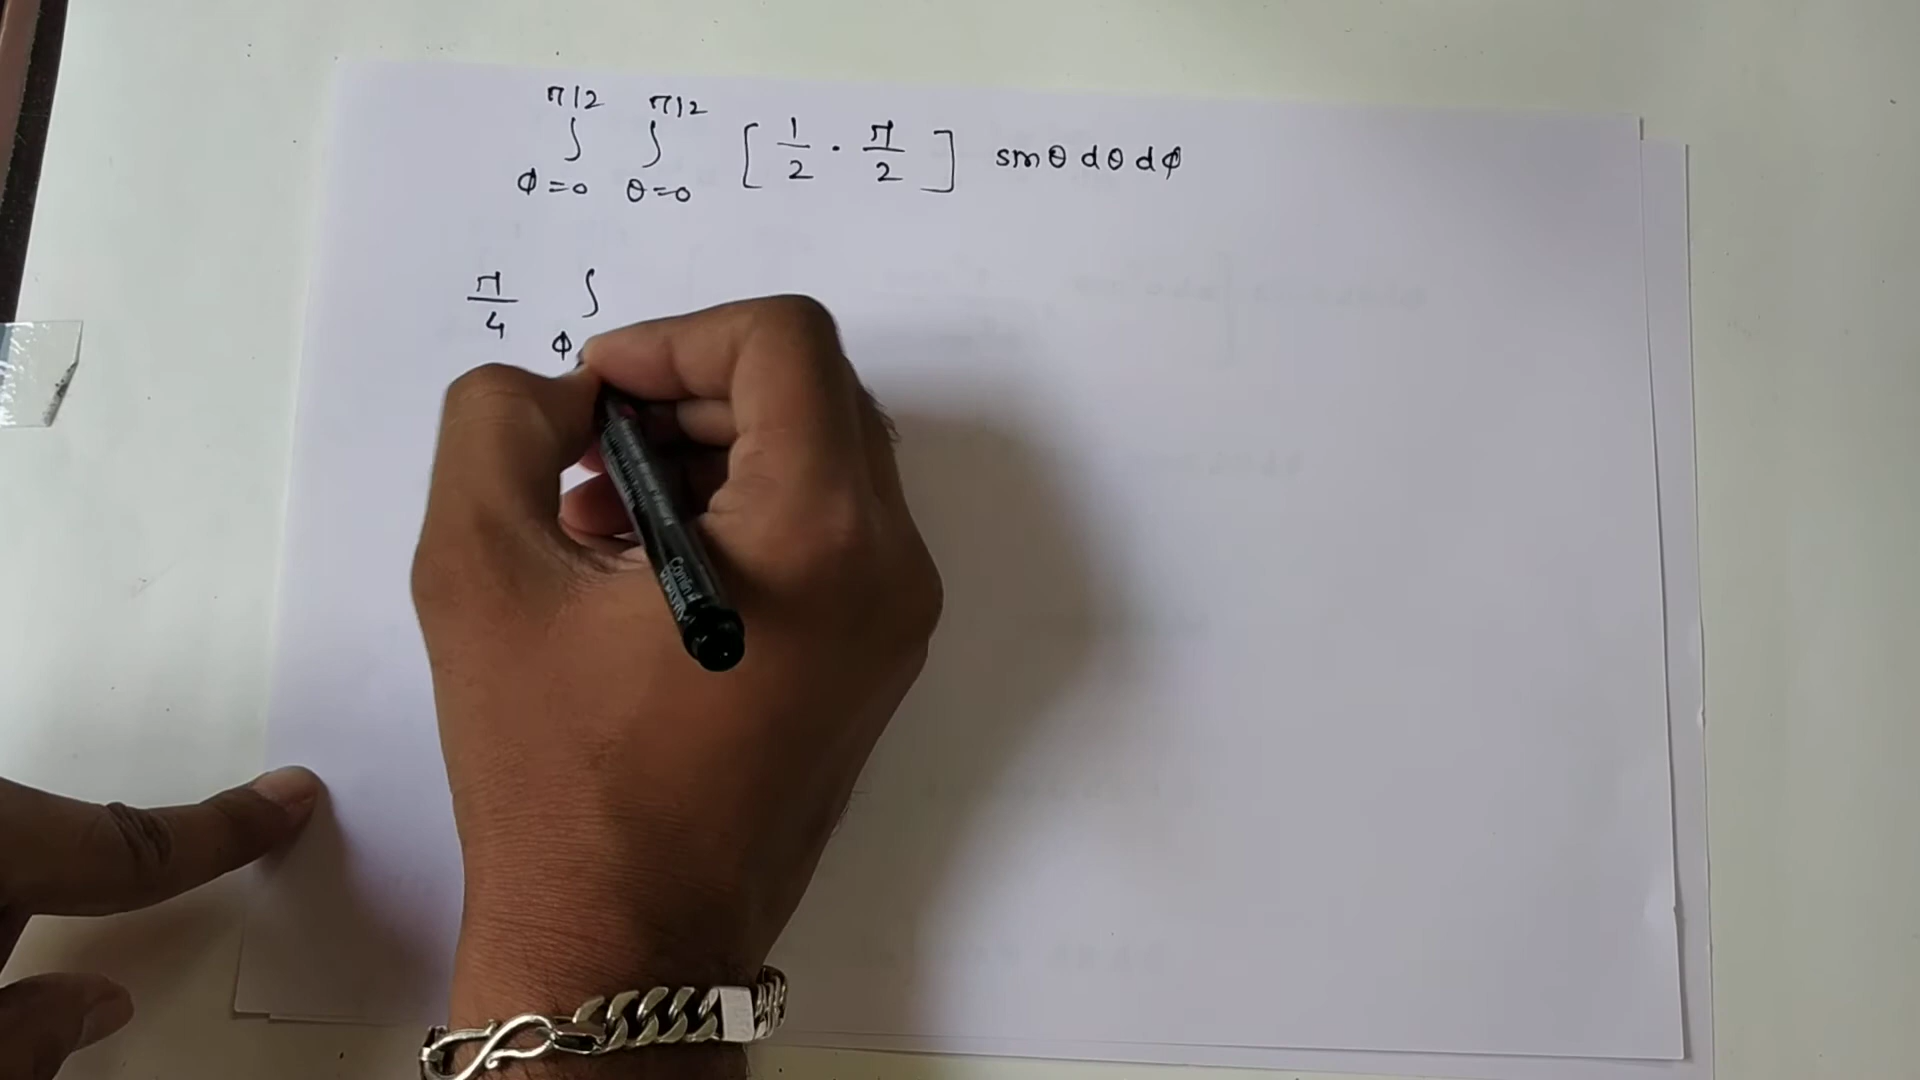 π/2 π/2
∫ ∫ [ 1/2 · π/2 ] sinθ dθ dφ
φ=0 θ=0
π/4 ∫
φ